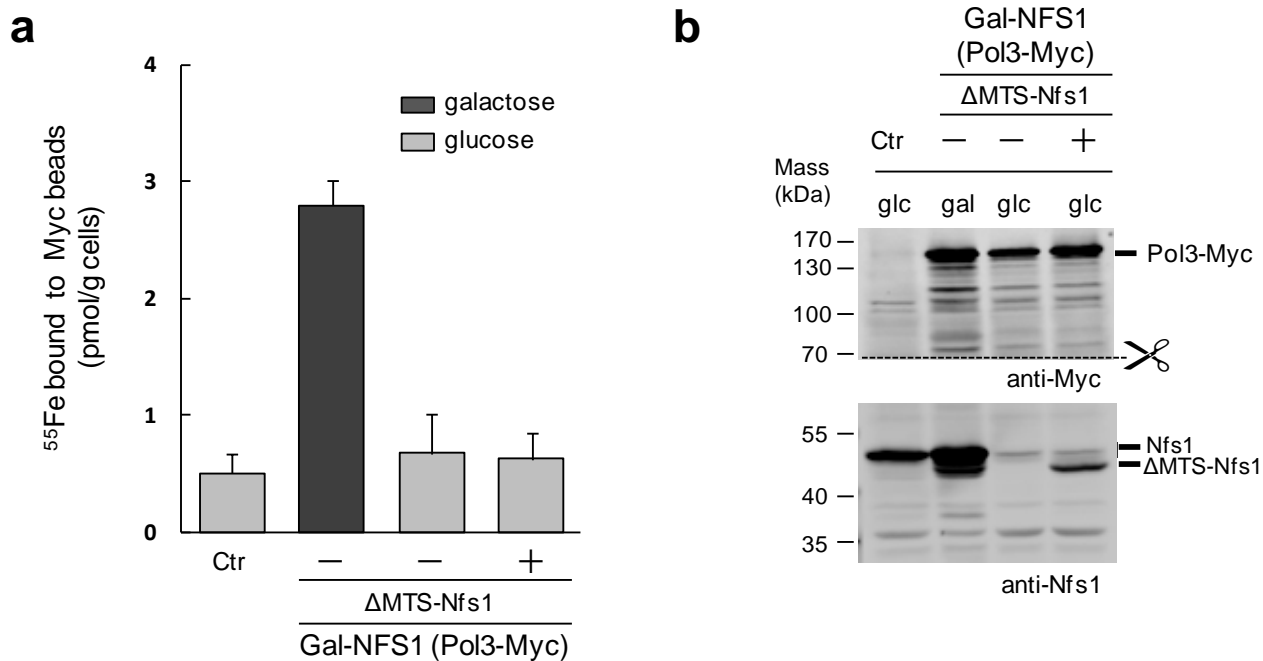 a
4
3
2
1
0
⁵⁵Fe bound to Myc beads
(pmol/g cells)
galactose
glucose
Ctr
—
—
+
ΔMTS-Nfs1
Gal-NFS1 (Pol3-Myc)
b
Gal-NFS1
(Pol3-Myc)
ΔMTS-Nfs1
Ctr — — +
Mass
(kDa)
glc gal glc glc
170
130
100
70
Pol3-Myc
anti-Myc
55
40
35
Nfs1
ΔMTS-Nfs1
anti-Nfs1